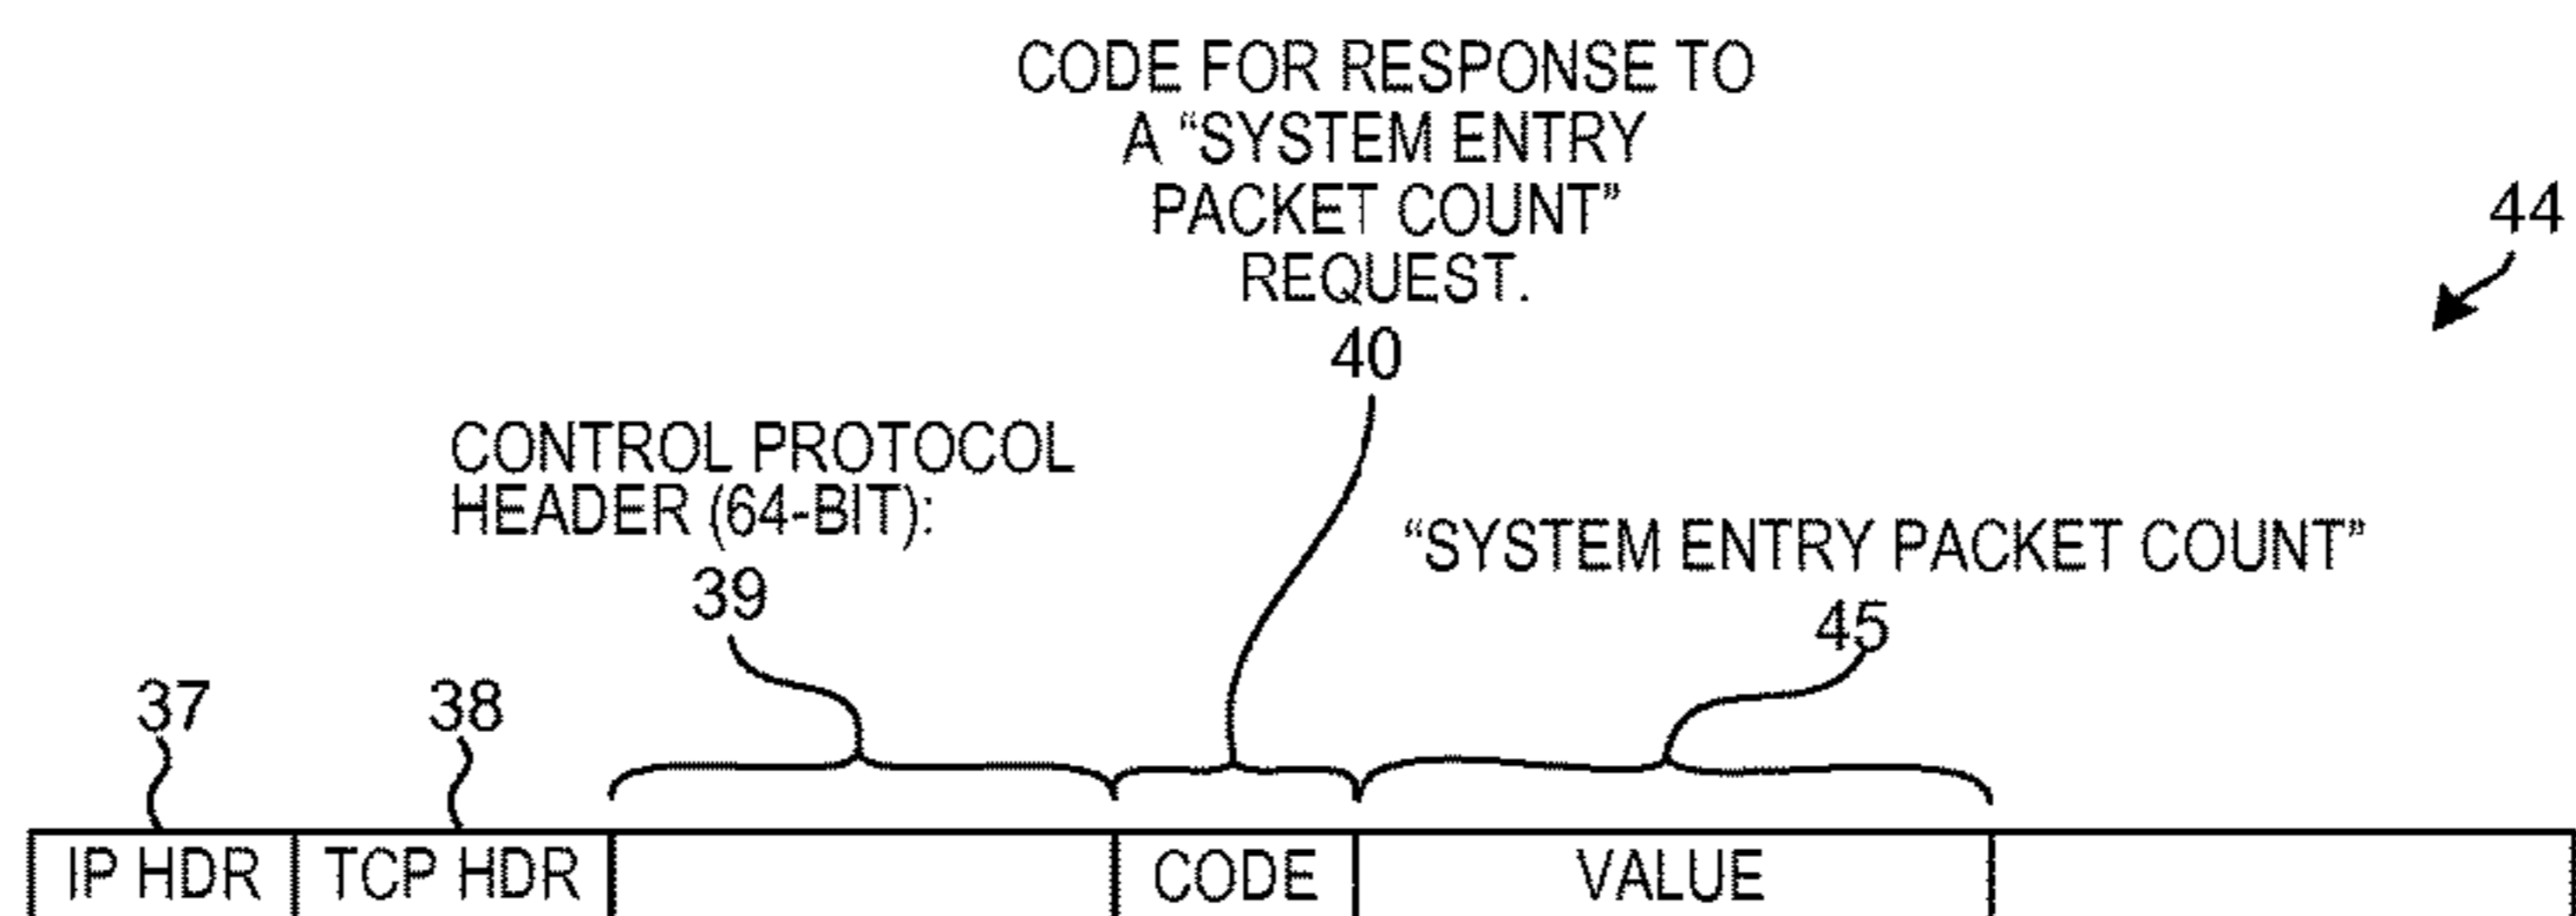 CODE FOR RESPONSE TO
A “SYSTEM ENTRY
PACKET COUNT”
REQUEST.
40
44
CONTROL PROTOCOL
HEADER (64-BIT):
39
“SYSTEM ENTRY PACKET COUNT”
45
37
38
IP HDR
TCP HDR
CODE
VALUE